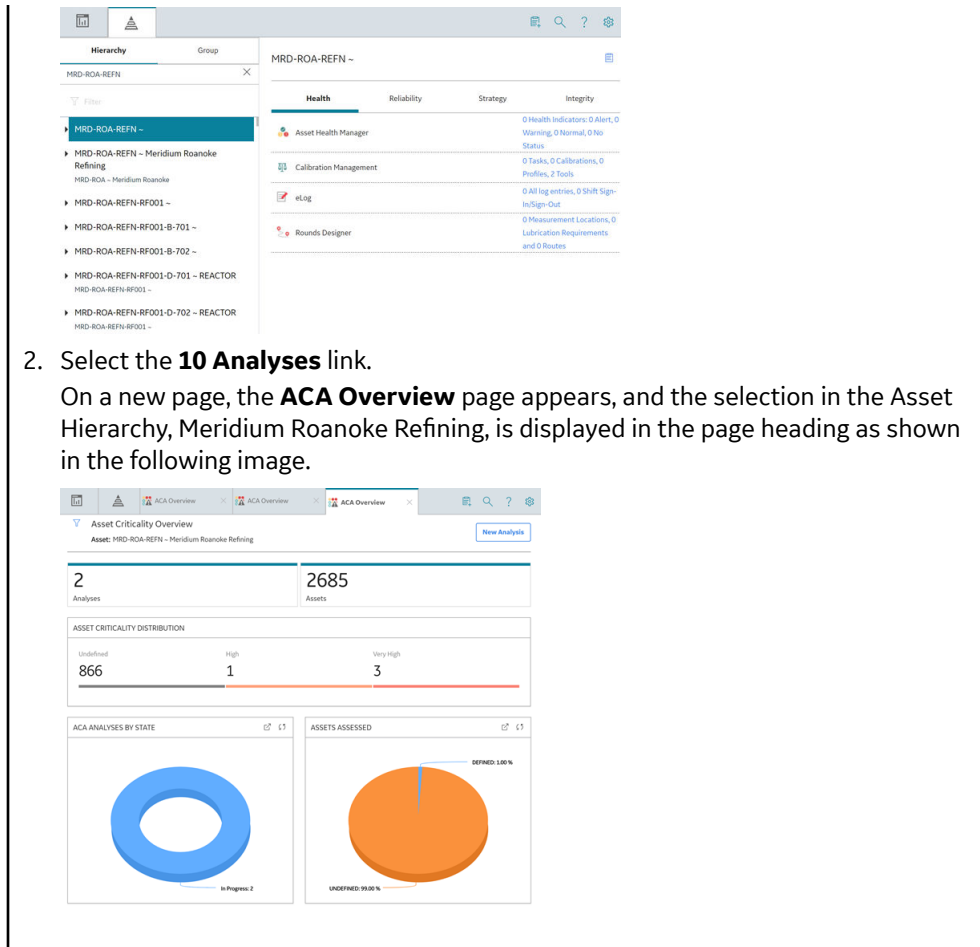 Hierarchy
Group
MRD-ROA-REFN
Filter
MRD-ROA-REFN ~
MRD-ROA-REFN ~ Meridium Roanoke
Refining
MRD-ROA ~ Meridium Roanoke
MRD-ROA-REFN-RF001 ~
MRD-ROA-REFN-RF001-B-701 ~
MRD-ROA-REFN-RF001-B-702 ~
MRD-ROA-REFN-RF001-D-701 ~ REACTOR
MRD-ROA-REFN-RF001 ~
MRD-ROA-REFN-RF001-D-702 ~ REACTOR
MRD-ROA-REFN-RF001 ~
MRD-ROA-REFN ~
Health
Reliability
Strategy
Integrity
Asset Health Manager
0 Health Indicators: 0 Alert, 0
Warning, 0 Normal, 0 No
Status
Calibration Management
0 Tasks, 0 Calibrations, 0
Profiles, 2 Tools
eLog
0 All log entries, 0 Shift Sign-
In/Sign-Out
Rounds Designer
0 Measurement Locations, 0
Lubrication Requirements
and 0 Routes
2. Select the 10 Analyses link.
On a new page, the ACA Overview page appears, and the selection in the Asset
Hierarchy, Meridium Roanoke Refining, is displayed in the page heading as shown
in the following image.
ACA Overview
ACA Overview
ACA Overview
Asset Criticality Overview
Asset: MRD-ROA-REFN ~ Meridium Roanoke Refining
New Analysis
2
Analyses
2685
Assets
ASSET CRITICALITY DISTRIBUTION
Undefined
866
High
1
Very High
3
ACA ANALYSES BY STATE
In Progress: 2
ASSETS ASSESSED
DEFINED: 1.00 %
UNDEFINED: 99.00 %